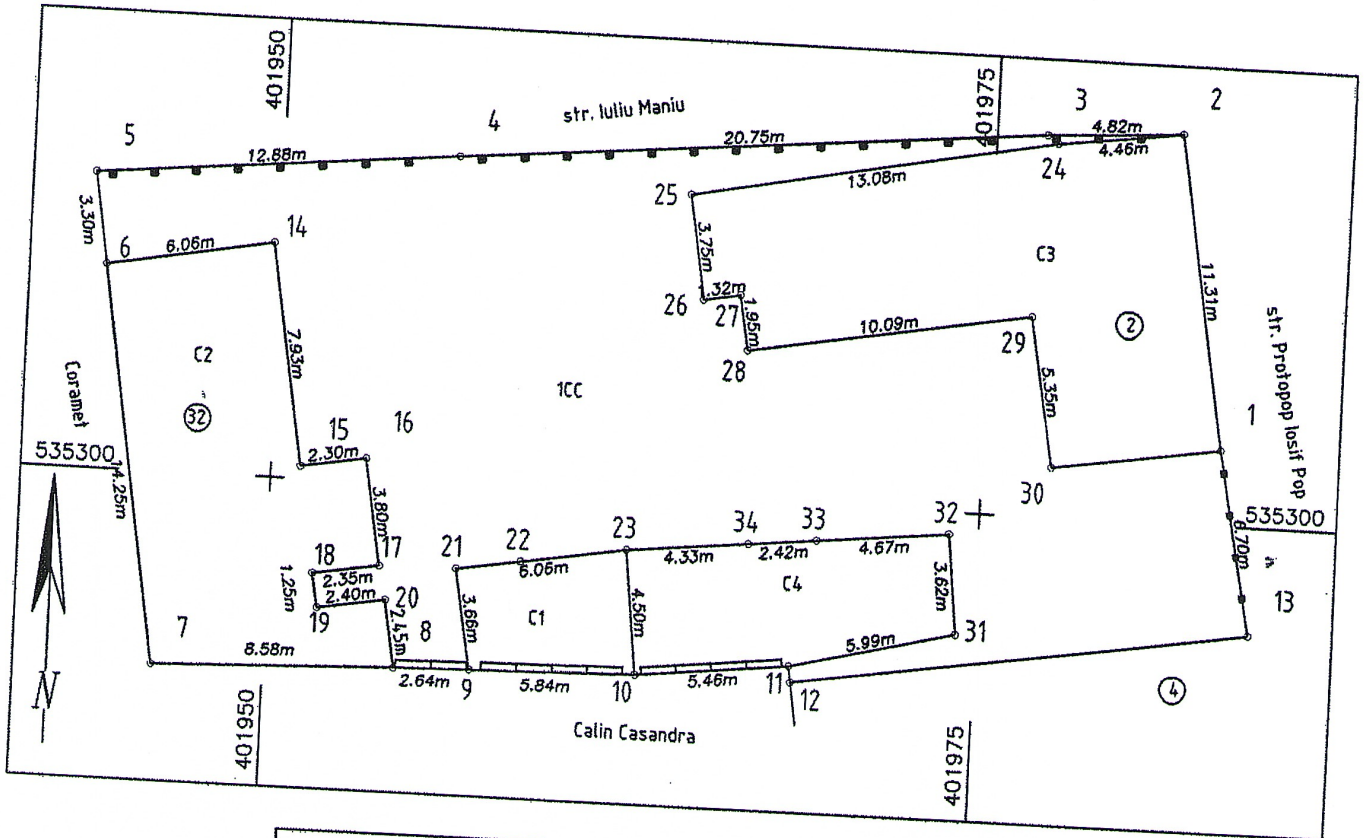 401950
401975
str. Iuliu Maniu
5
4
3
2
12.88m
20.75m
4.82m
4.46m
24
25
13.08m
3.30m
14
6
6.06m
3.75m
C3
11.31m
26
1.32m
27
1.95m
10.09m
29
2
28
str. Protopop Iosif Pop
7.93m
C2
5.35m
Coramet
32
1CC
15
16
1
2.30m
535300
14.25m
30
3.80m
535300
6.70m
23
34
33
32
21
22
6.06m
4.33m
2.42m
4.67m
18
17
2.35m
1.25m
2.40m
20
19
2.45m
3.66m
C1
4.50m
C4
3.62m
13
7
8
31
8.58m
5.99m
2.64m
9
5.84m
10
5.46m
11
12
4
N
Calin Casandra
401950
401975